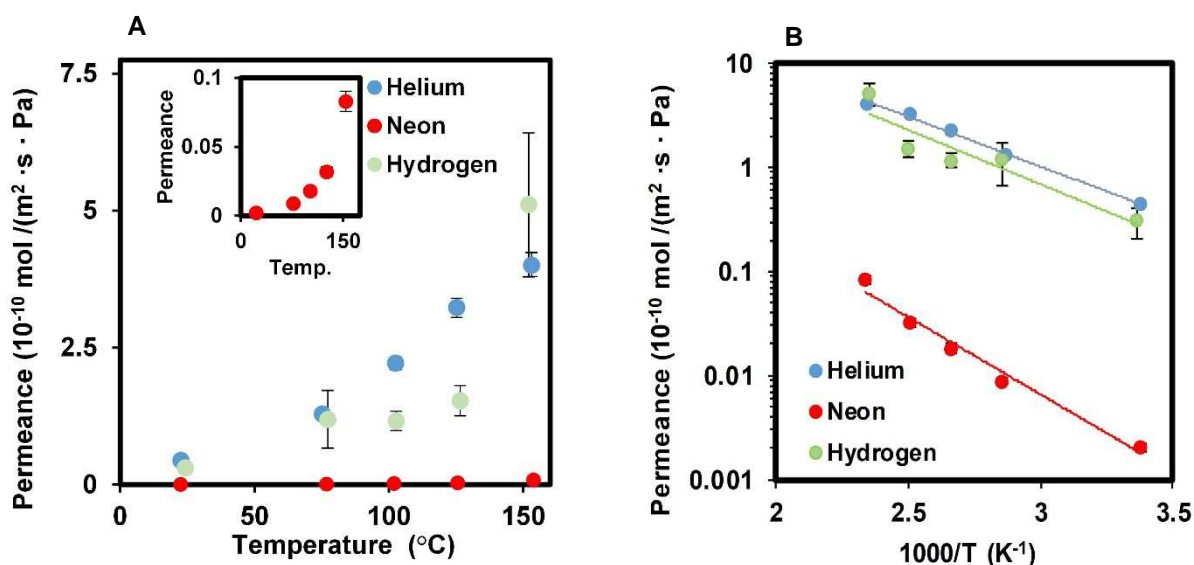 A
Permeance (10-10 mol /(m2 ·s · Pa)
7.5
5
2.5
0
0
50
100
150
Temperature (°C)
Permeance
0.1
0.05
0
0
150
Temp.
Helium
Neon
Hydrogen
B
Permeance (10-10 mol /(m2 ·s · Pa)
10
1
0.1
0.01
0.001
2
2.5
3
3.5
1000/T (K-1)
Helium
Neon
Hydrogen